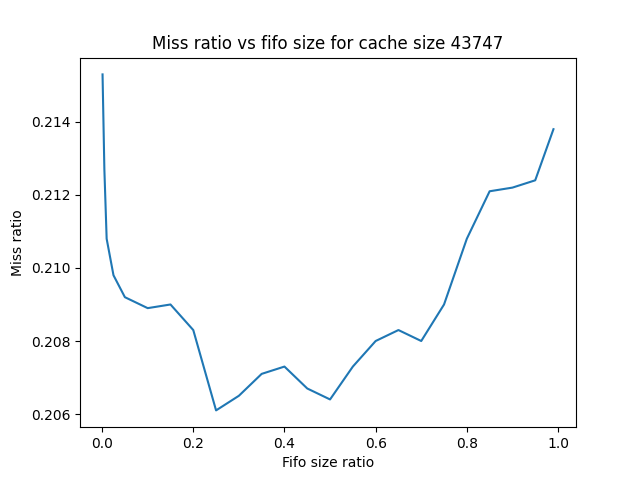 Miss ratio vs fifo size for cache size 43747
Miss ratio
0.214
0.212
0.210
0.208
0.206
0.0 0.2 0.4 0.6 0.8 1.0
Fifo size ratio